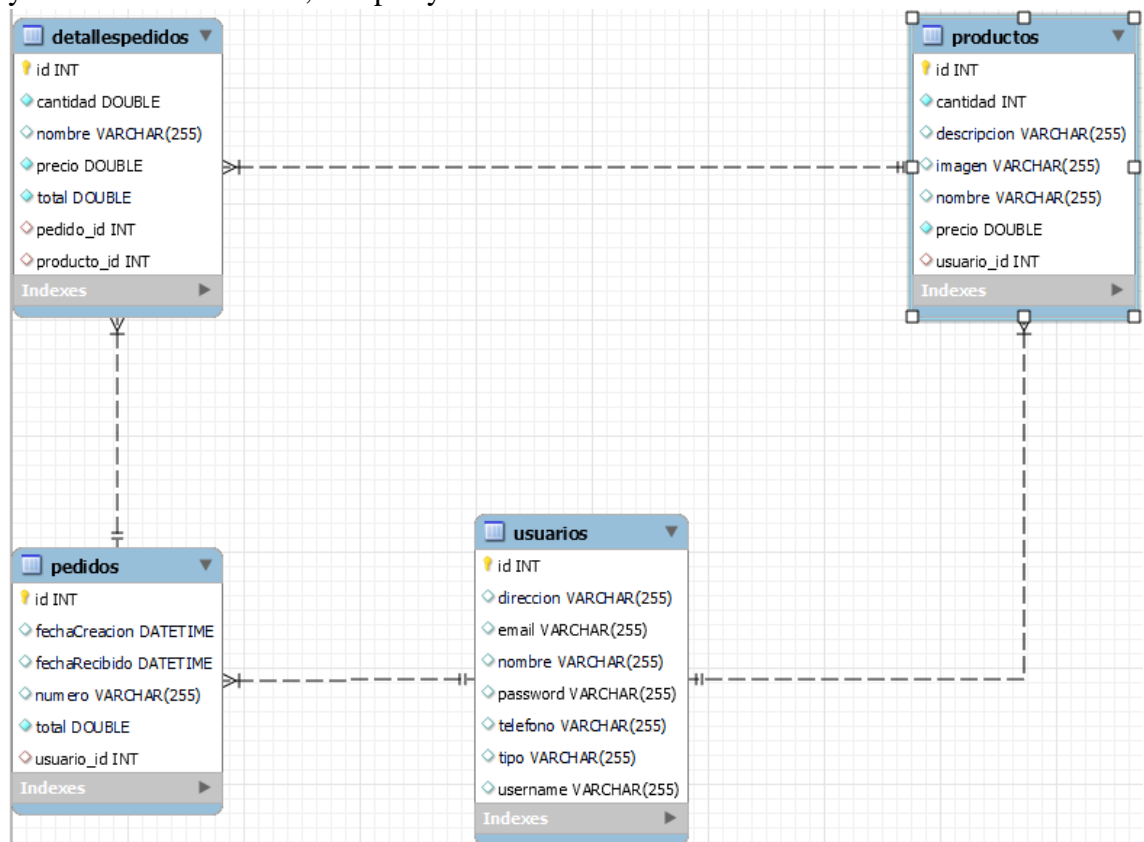 detallespedidos
id INT
cantidad DOUBLE
nombre VARCHAR(255)
precio DOUBLE
total DOUBLE
pedido_id INT
producto_id INT
Indexes
productos
id INT
cantidad INT
descripcion VARCHAR(255)
imagen VARCHAR(255)
nombre VARCHAR(255)
precio DOUBLE
usuario_id INT
Indexes
pedidos
id INT
fechaCreacion DATETIME
fechaRecibido DATETIME
numero VARCHAR(255)
total DOUBLE
usuario_id INT
Indexes
usuarios
id INT
direccion VARCHAR(255)
email VARCHAR(255)
nombre VARCHAR(255)
password VARCHAR(255)
telefono VARCHAR(255)
tipo VARCHAR(255)
username VARCHAR(255)
Indexes